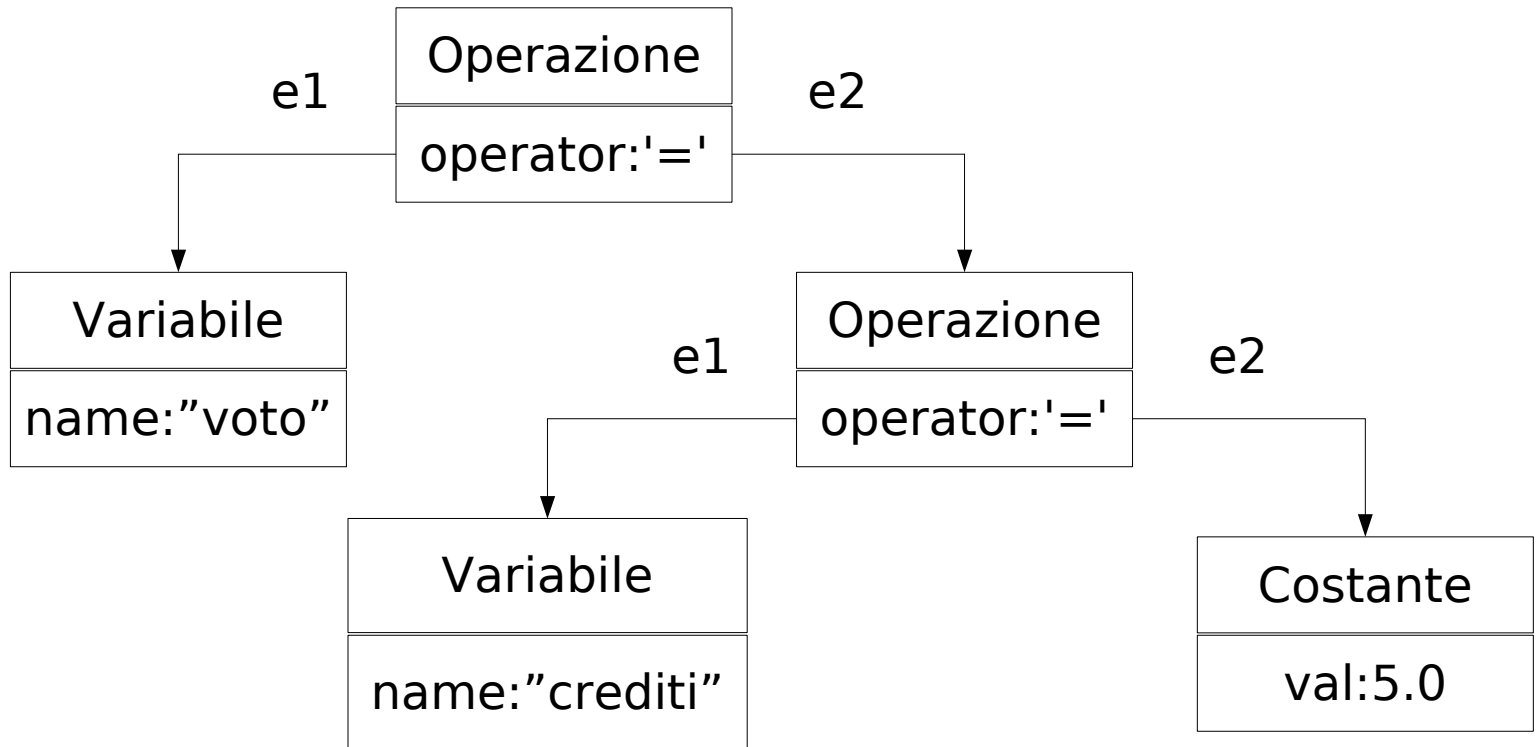 Operazione
e1
e2
operator:'='
Variabile
Operazione
e1
e2
name:”voto”
operator:'='
Variabile
Costante
name:”crediti”
val:5.0